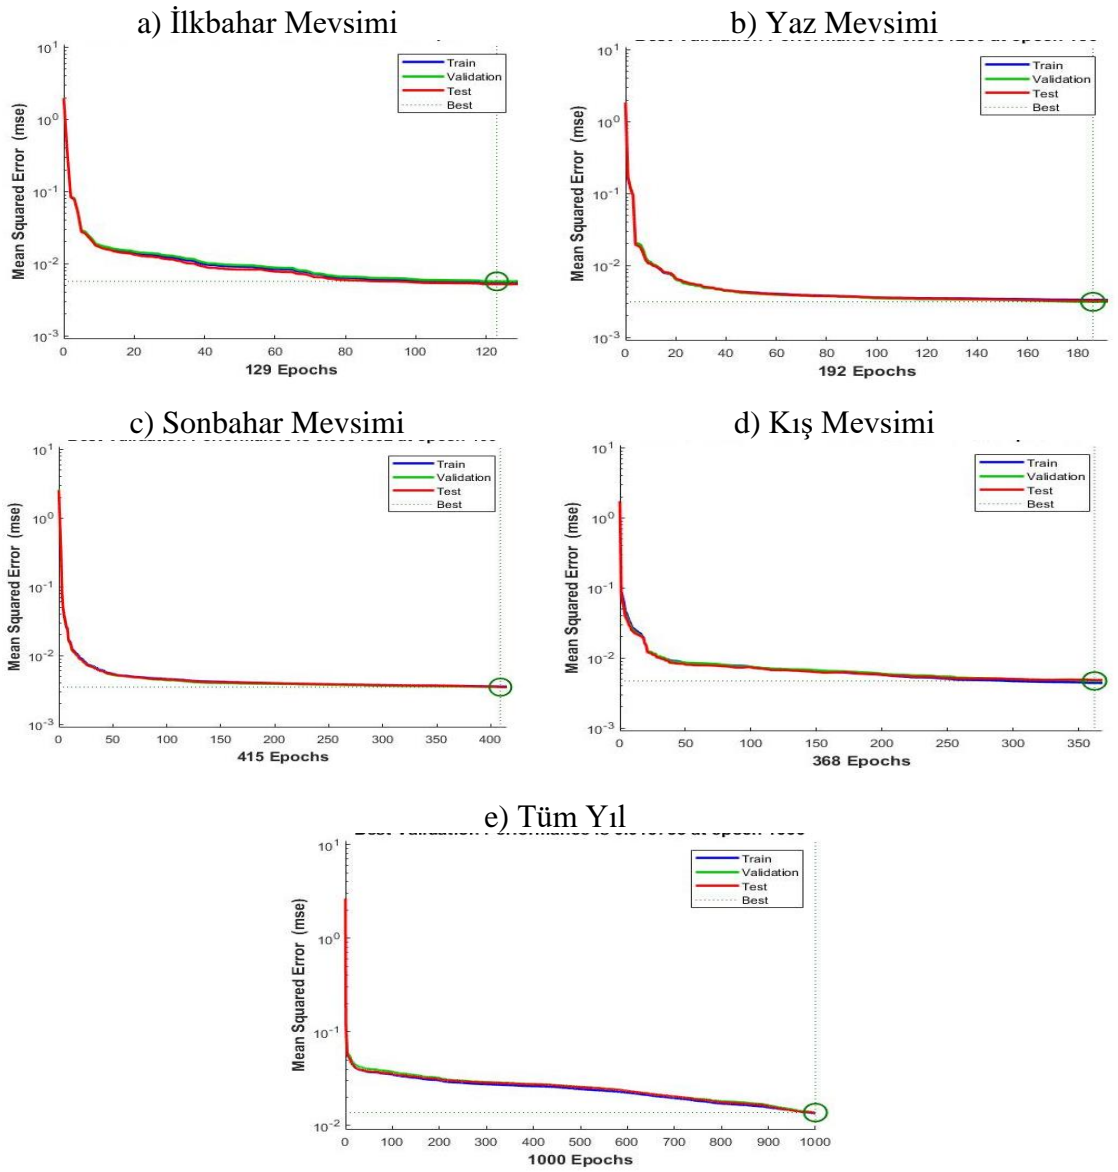 a) İlkbahar Mevsimi
10^1
10^0
10^-1
10^-2
10^-3
Mean Squared Error (mse)
Train
Validation
Test
Best
0 20 40 60 80 100 120
129 Epochs
b) Yaz Mevsimi
10^1
10^0
10^-1
10^-2
10^-3
Mean Squared Error (mse)
Train
Validation
Test
Best
0 20 40 60 80 100 120 140 160 180
192 Epochs
c) Sonbahar Mevsimi
10^1
10^0
10^-1
10^-2
10^-3
Mean Squared Error (mse)
Train
Validation
Test
Best
0 50 100 150 200 250 300 350 400
415 Epochs
d) Kış Mevsimi
10^1
10^0
10^-1
10^-2
10^-3
Mean Squared Error (mse)
Train
Validation
Test
Best
0 50 100 150 200 250 300 350
368 Epochs
e) Tüm Yıl
10^1
10^0
10^-1
10^-2
Mean Squared Error (mse)
Train
Validation
Test
Best
0 100 200 300 400 500 600 700 800 900 1000
1000 Epochs